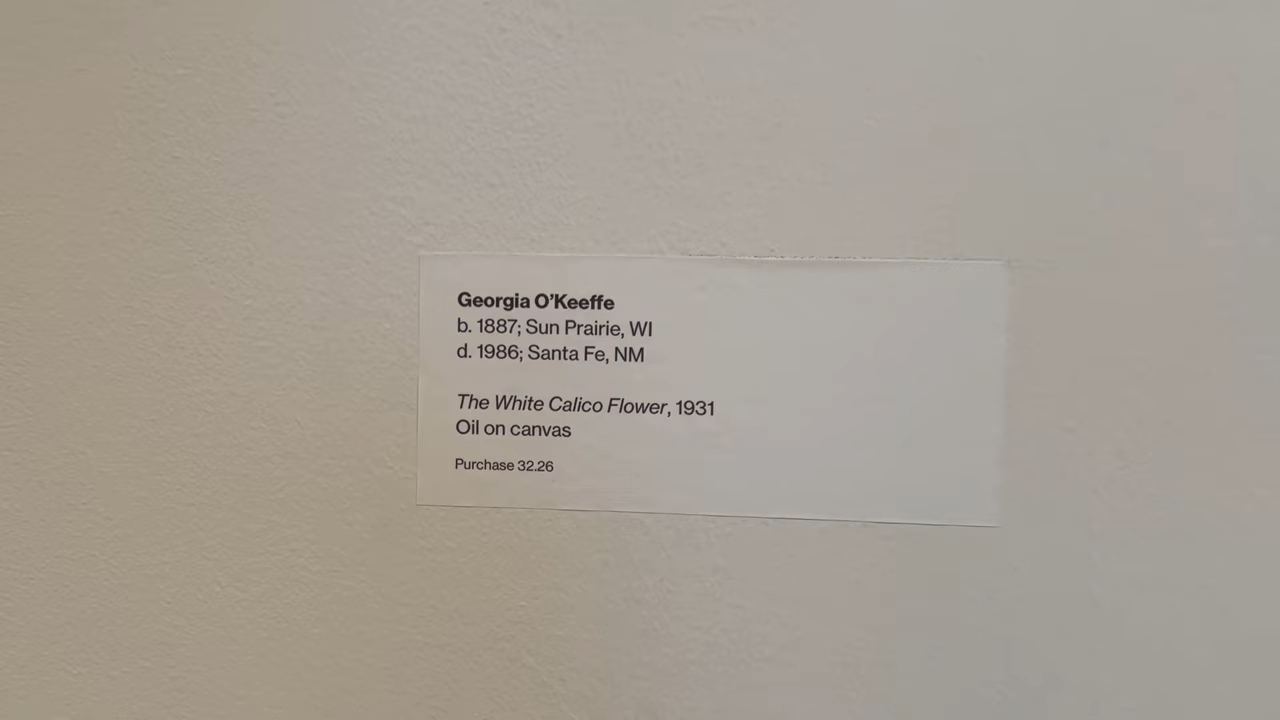 Georgia O’Keeffe
b. 1887; Sun Prairie, WI
d. 1986; Santa Fe, NM
The White Calico Flower, 1931
Oil on canvas
Purchase 32.26